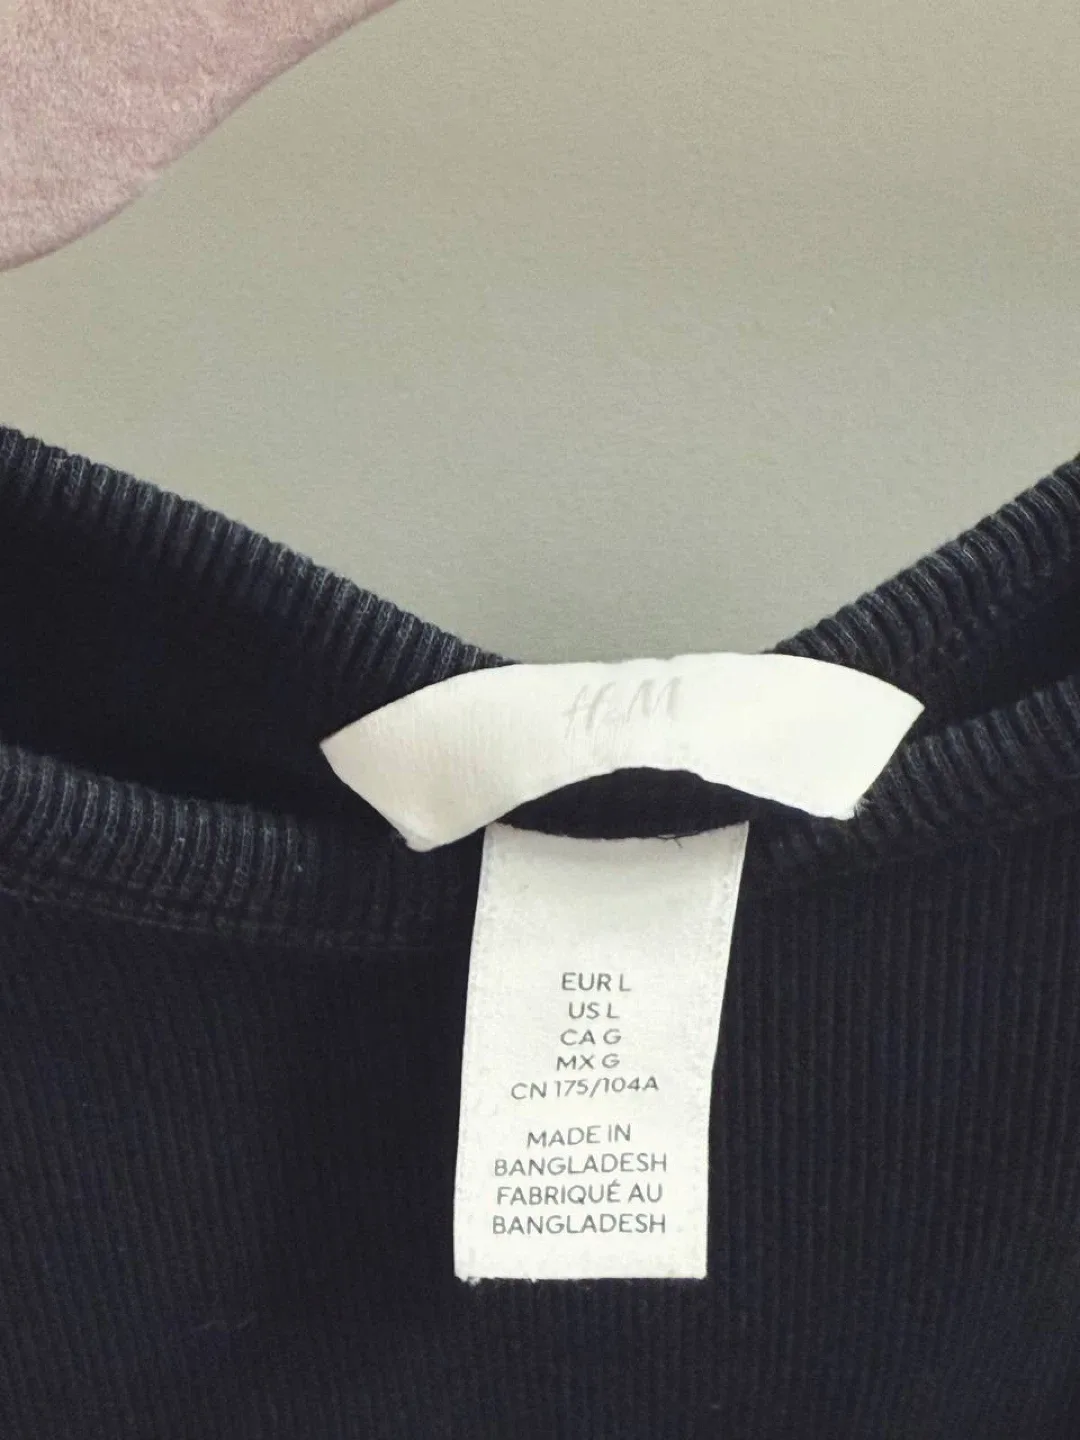 H&M
EUR L
US L
CA G
MX G
CN 175/104A
MADE IN
BANGLADESH
FABRIQUÉ AU
BANGLADESH